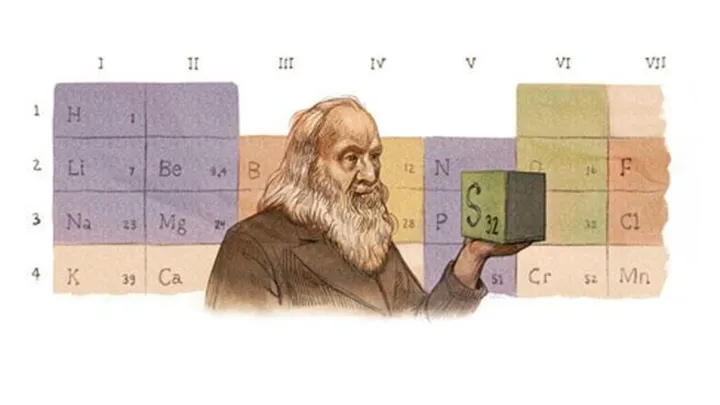 I II III IV V VI VII
1 H 1
2 Li 7 Be 9,4 B 12 N O 16 F
3 Na 23 Mg 24 28 P S 32 32 Cl
4 K 39 Ca 51 Cr 52 Mn